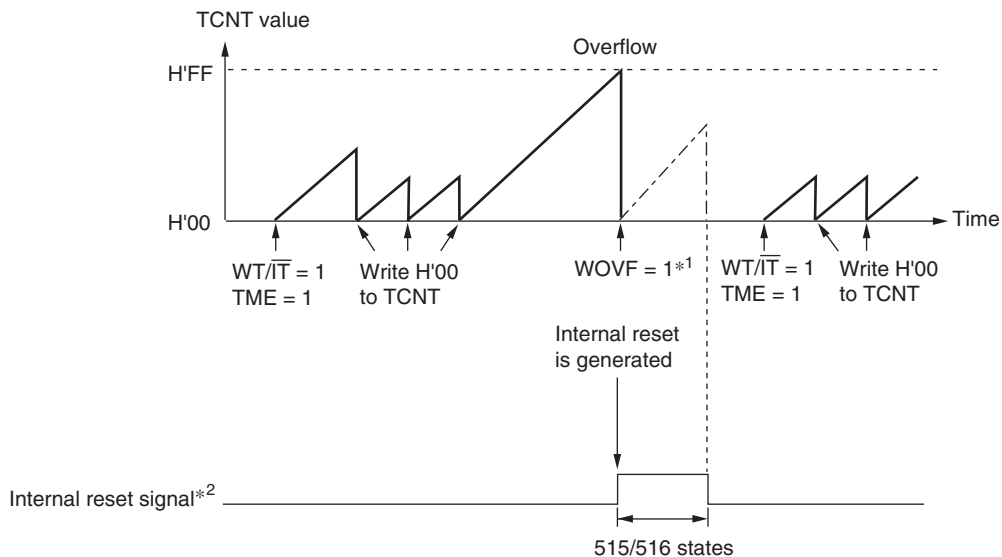 TCNT value
Overflow
H'FF
H'00
Time
WT/IT = 1
TME = 1
Write H'00
to TCNT
WOVF = 1*1
WT/IT = 1
TME = 1
Write H'00
to TCNT
Internal reset
is generated
Internal reset signal*2
515/516 states